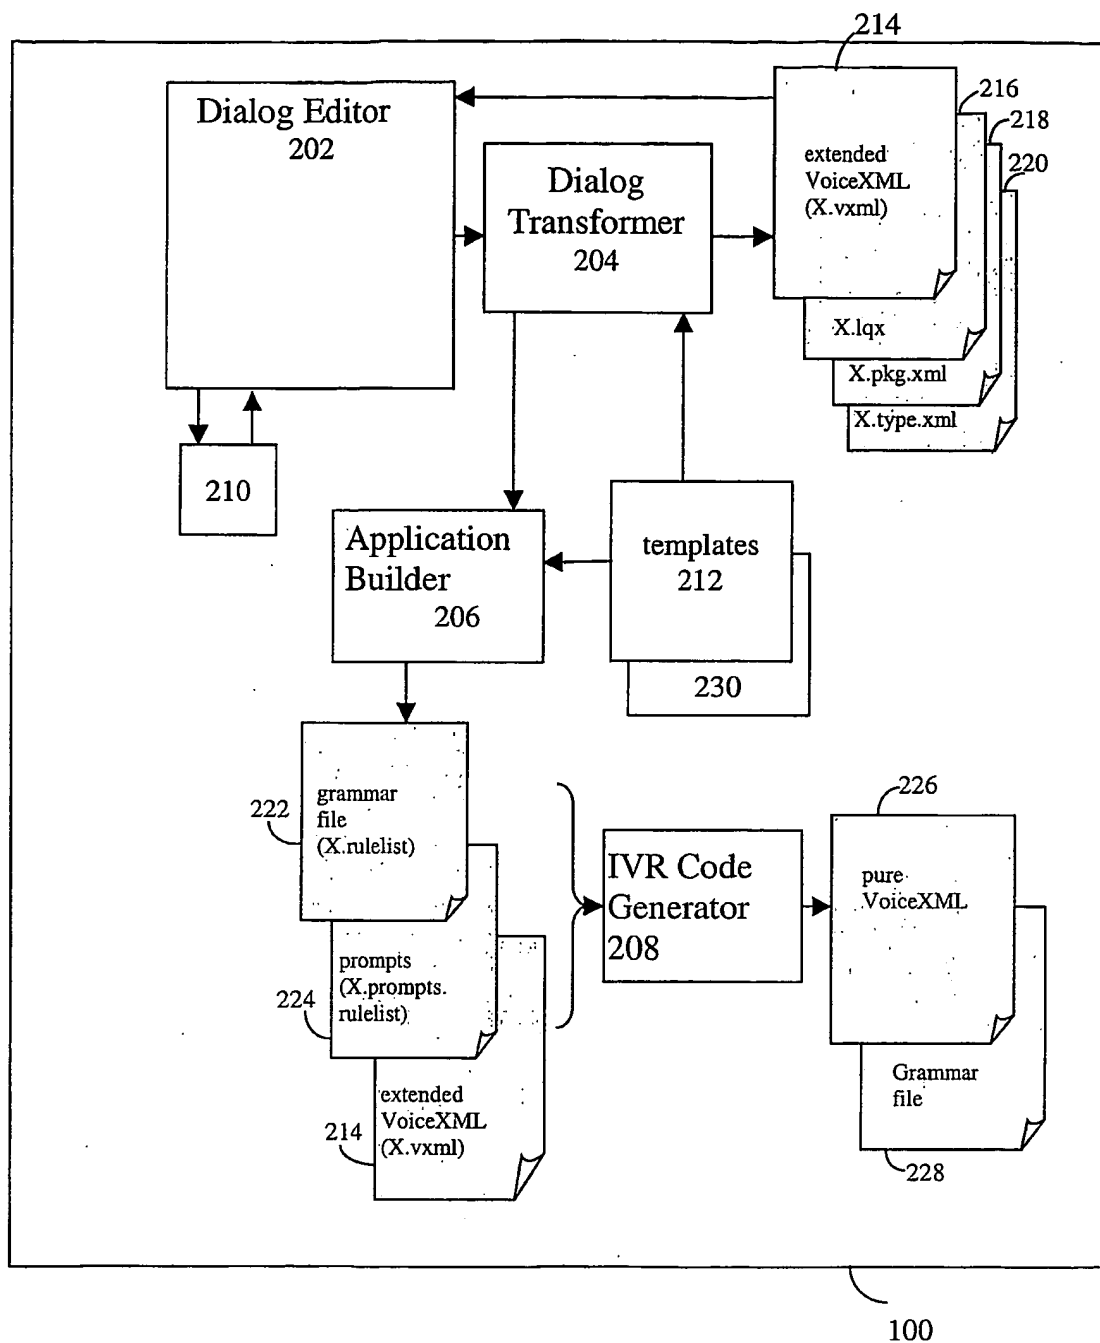 214
Dialog Editor
202
216
218
220
extended
VoiceXML
(X.vxml)
Dialog
Transformer
204
X.lqx
X.pkg.xml
X.type.xml
210
templates
212
Application
Builder
206
230
222
grammar
file
(X.rulelist)
226
pure
VoiceXML
IVR Code
Generator
208
prompts
(X.prompts.
rulelist)
224
Grammar
file
extended
VoiceXML
(X.vxml)
214
228
100